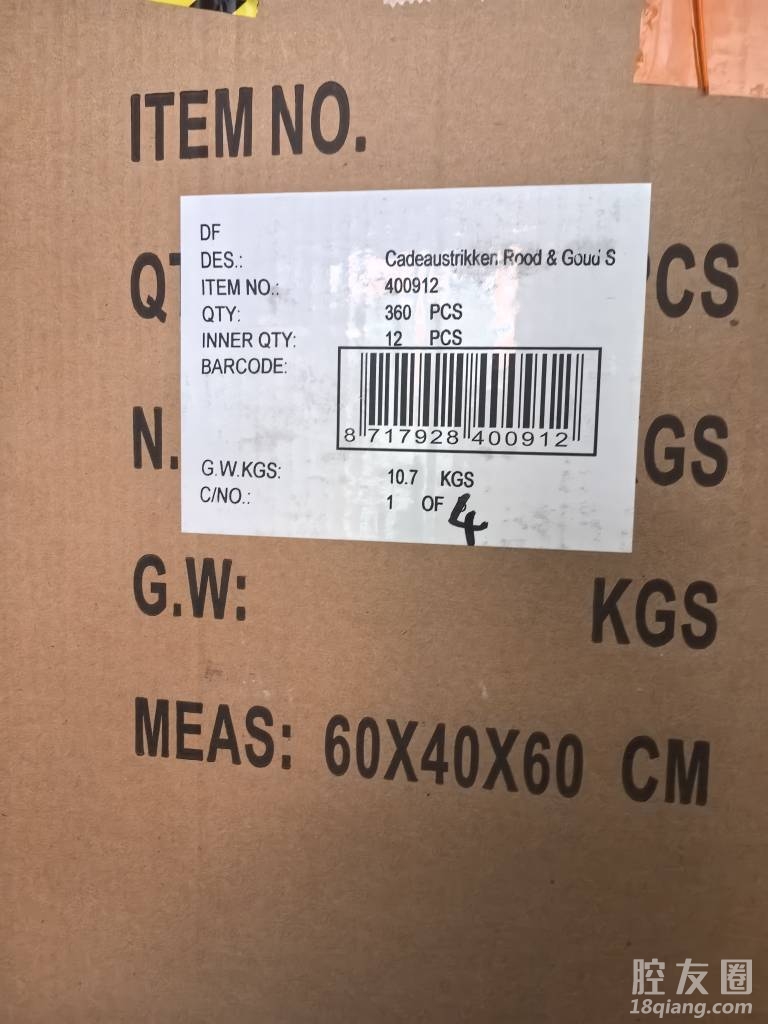 ITEM NO.
DF
DES.: Cadeaustrikken Rood & Goud S
ITEM NO.: 400912
QTY: 360 PCS
INNER QTY: 12 PCS
BARCODE:
8 717928 400912
G.W.KGS: 10.7 KGS
C/NO.: 1 OF 4
Q CS
N. GS
G.W: KGS
MEAS: 60X40X60 CM
腔友圈
18qiang.com